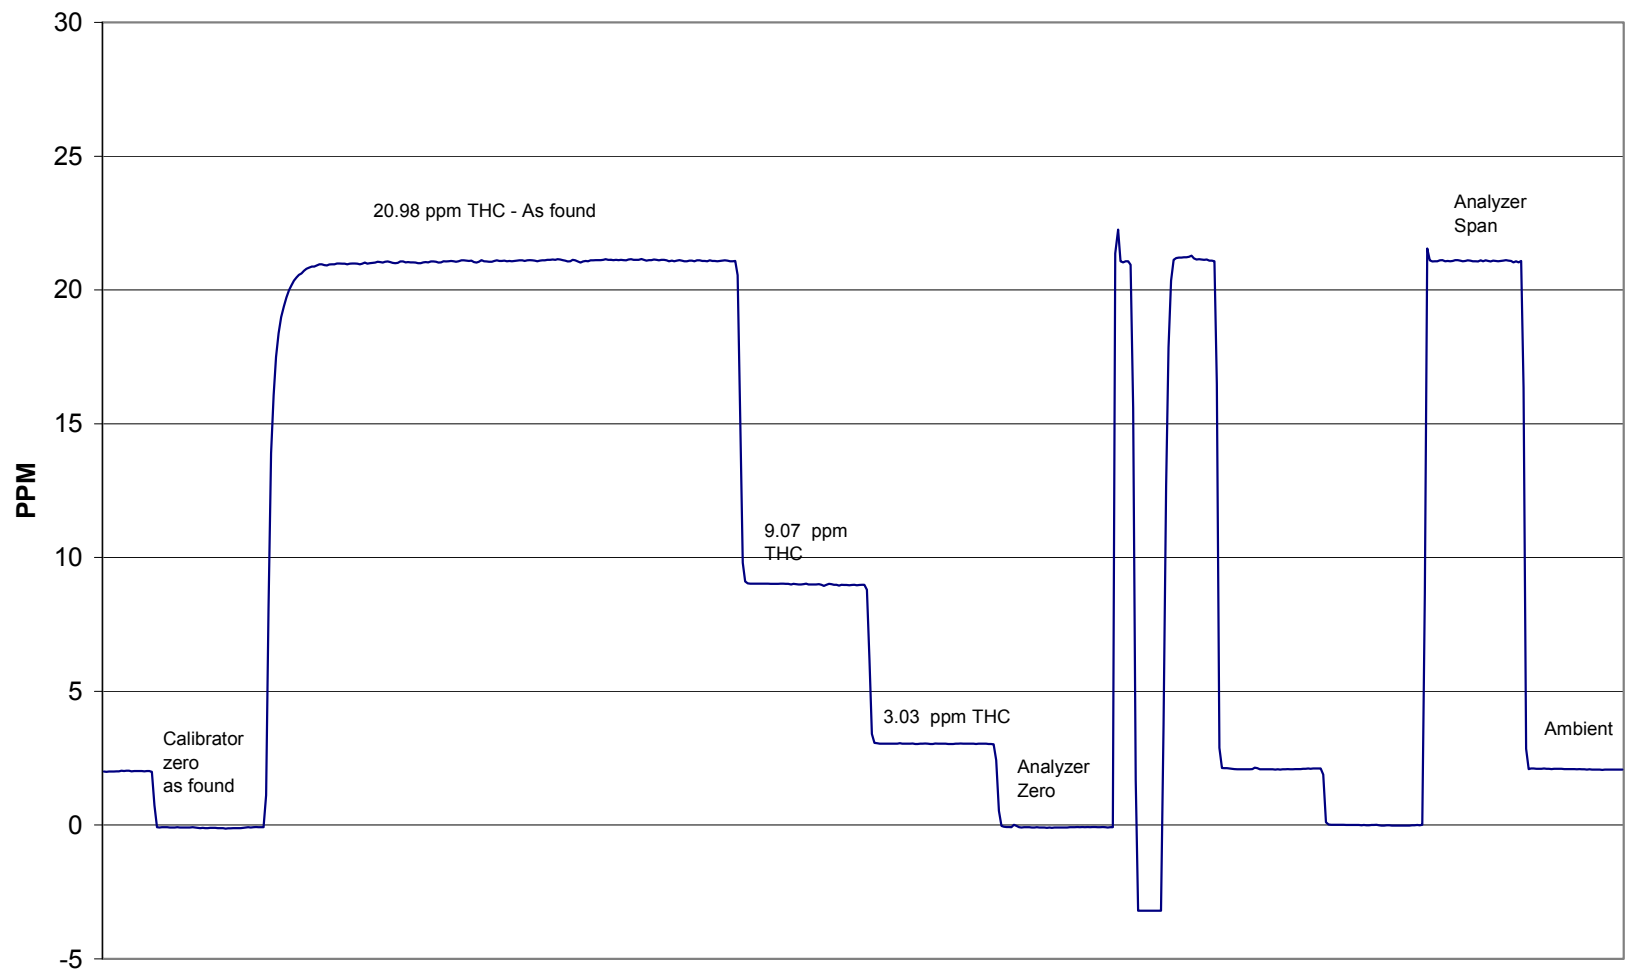 30
25
20
15
10
5
0
-5
PPM
20.98 ppm THC - As found
Analyzer
Span
9.07 ppm
THC
3.03 ppm THC
Calibrator
zero
as found
Analyzer
Zero
Ambient